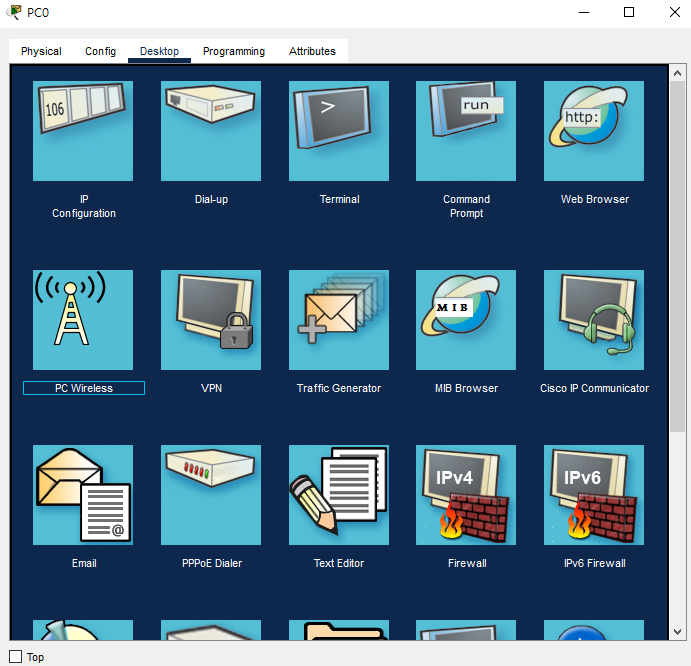 PC0
Physical Config Desktop Programming Attributes
106
>
run
http:
IP
Configuration
Dial-up
Terminal
Command
Prompt
Web Browser
MIB
PC Wireless
VPN
Traffic Generator
MIB Browser
Cisco IP Communicator
@
IPv4
IPv6
Email
PPPoE Dialer
Text Editor
Firewall
IPv6 Firewall
Top